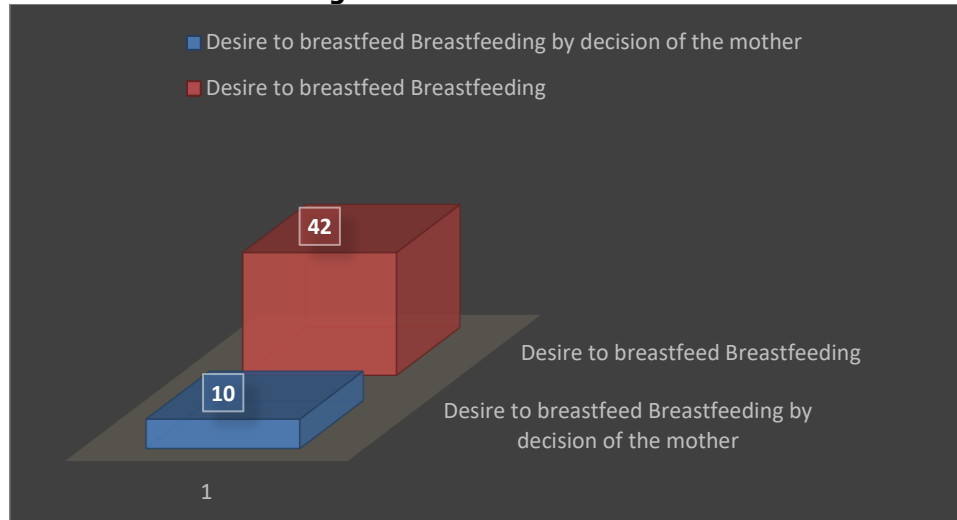 Desire to breastfeed Breastfeeding by decision of the mother
Desire to breastfeed Breastfeeding
42
Desire to breastfeed Breastfeeding
10
Desire to breastfeed Breastfeeding by
decision of the mother
1